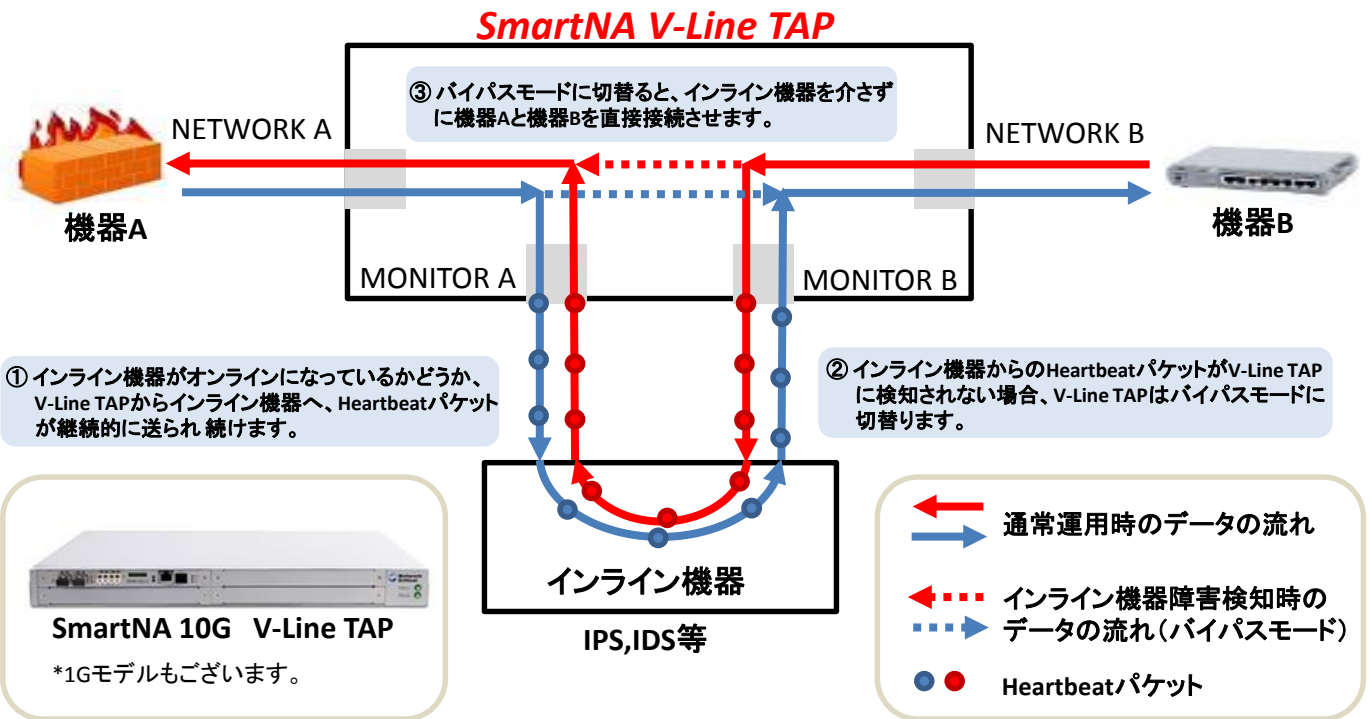 SmartNA V-Line TAP
③ バイパスモードに切替ると、インライン機器を介さず
に機器Aと機器Bを直接接続させます。
NETWORK A
NETWORK B
機器A
機器B
MONITOR A
MONITOR B
① インライン機器がオンラインになっているかどうか、
V-Line TAPからインライン機器へ、Heartbeatパケット
が継続的に送られ続けます。
② インライン機器からのHeartbeatパケットがV-Line TAP
に検知されない場合、V-Line TAPはバイパスモードに
切替ります。
インライン機器
IPS,IDS等
SmartNA 10G V-Line TAP
*1Gモデルもございます。
通常運用時のデータの流れ
インライン機器障害検知時の
データの流れ(バイパスモード)
Heartbeatパケット